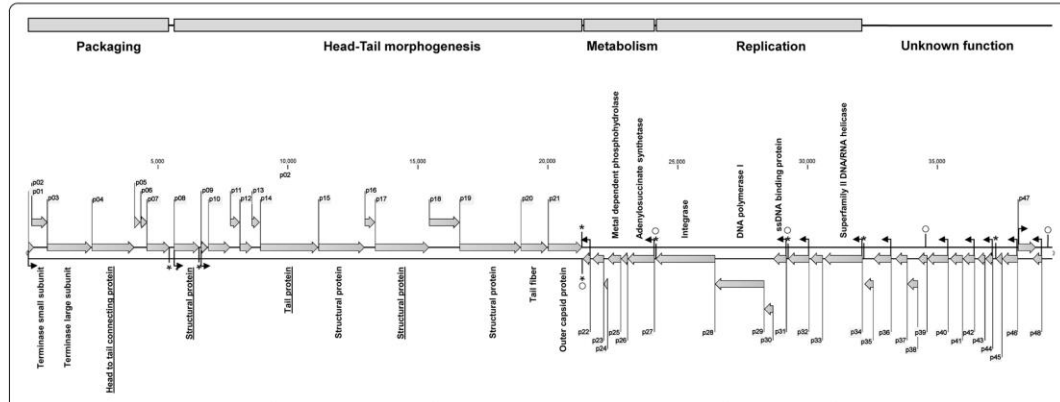 Packaging
Head-Tail morphogenesis
Metabolism
Replication
Unknown function
Metal dependent phosphohydrolase
Adenylosuccinate synthetase
Integrase
DNA polymerase I
ssDNA binding protein
Superfamily II DNA/RNA helicase
5,000
10,000
15,000
20,000
25,000
30,000
35,000
p02
p02
p01
p03
p04
p05
p06
p07
p08
p09
p10
p11
p12
p13
p14
p15
p16
p17
p18
p19
p20
p21
p47
*
*
*
*
*
*
*
*
*
p22
p23
p24
p25
p26
p27
p28
p29
p30
p31
p32
p33
p34
p35
p36
p37
p38
p39
p40
p41
p42
p43
p44
p45
p46
p48
Terminase small subunit
Terminase large subunit
Head to tail connecting protein
Structural protein
Tail protein
Structural protein
Structural protein
Structural protein
Tail fiber
Outer capsid protein